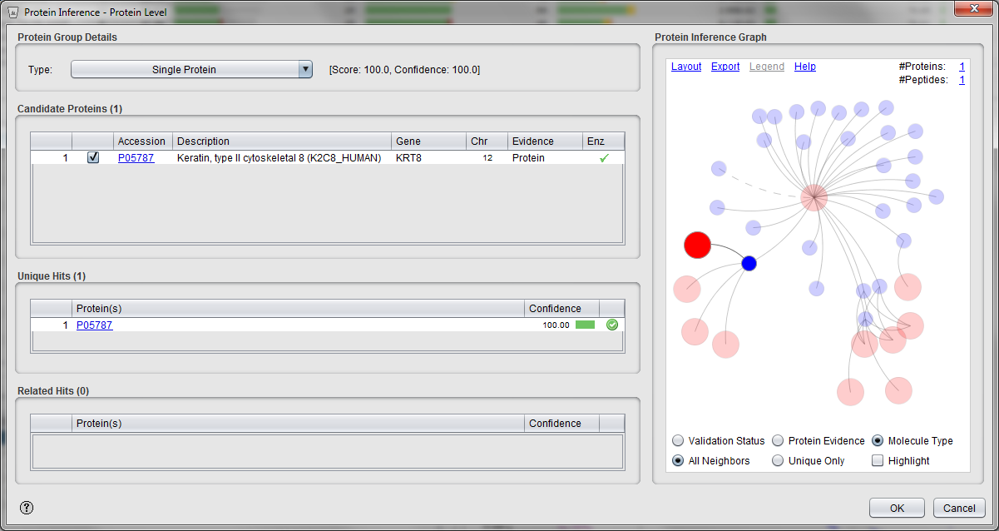 Protein Inference - Protein Level
Protein Group Details
Type: Single Protein [Score: 100.0, Confidence: 100.0]
Candidate Proteins (1)
Accession Description Gene Chr Evidence Enz
1 P05787 Keratin, type II cytoskeletal 8 (K2C8_HUMAN) KRT8 12 Protein
Unique Hits (1)
Protein(s) Confidence
1 P05787 100.00
Related Hits (0)
Protein(s) Confidence
?
Protein Inference Graph
Layout Export Legend Help #Proteins: 1
#Peptides: 1
Validation Status Protein Evidence Molecule Type
All Neighbors Unique Only Highlight
OK Cancel